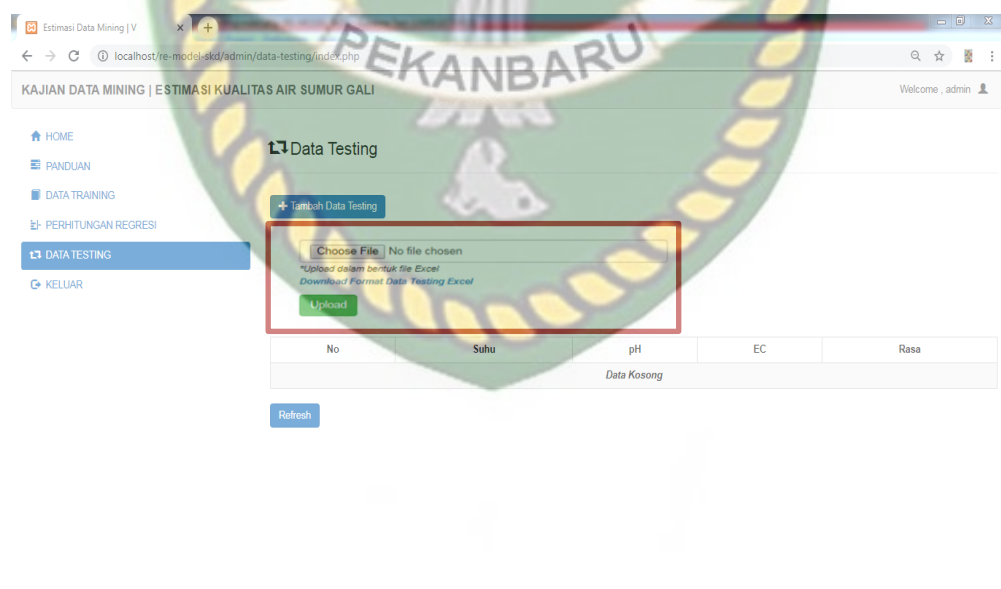 Estimasi Data Mining | V
localhost/re-model-skd/admin/data-testing/index.php
PEKANBARU
KAJIAN DATA MINING | ESTIMASI KUALITAS AIR SUMUR GALI
Welcome , admin
HOME
PANDUAN
DATA TRAINING
PERHITUNGAN REGRESI
DATA TESTING
KELUAR
Data Testing
+ Tambah Data Testing
Choose File No file chosen
*Upload dalam bentuk file Excel
Download Format Data Testing Excel
Upload
No Suhu pH EC Rasa
Data Kosong
Refresh